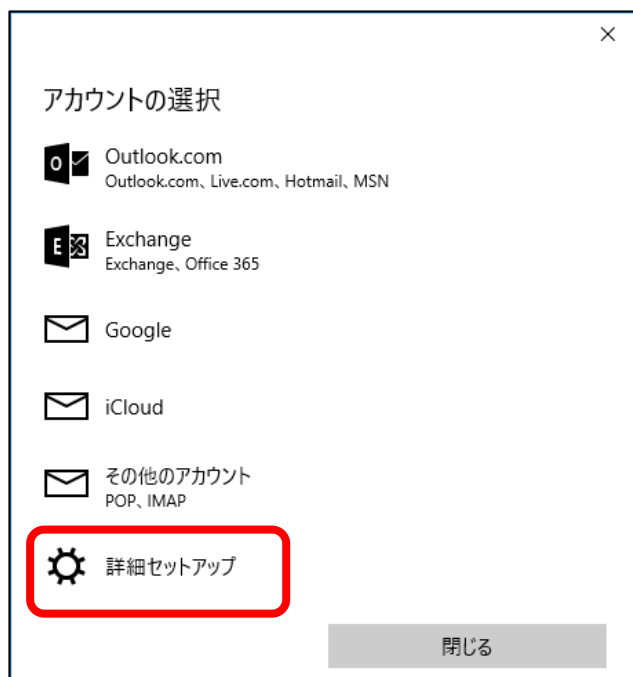 アカウントの選択
Outlook.com
Outlook.com、Live.com、Hotmail、MSN
Exchange
Exchange、Office 365
Google
iCloud
その他のアカウント
POP、IMAP
詳細セットアップ
閉じる